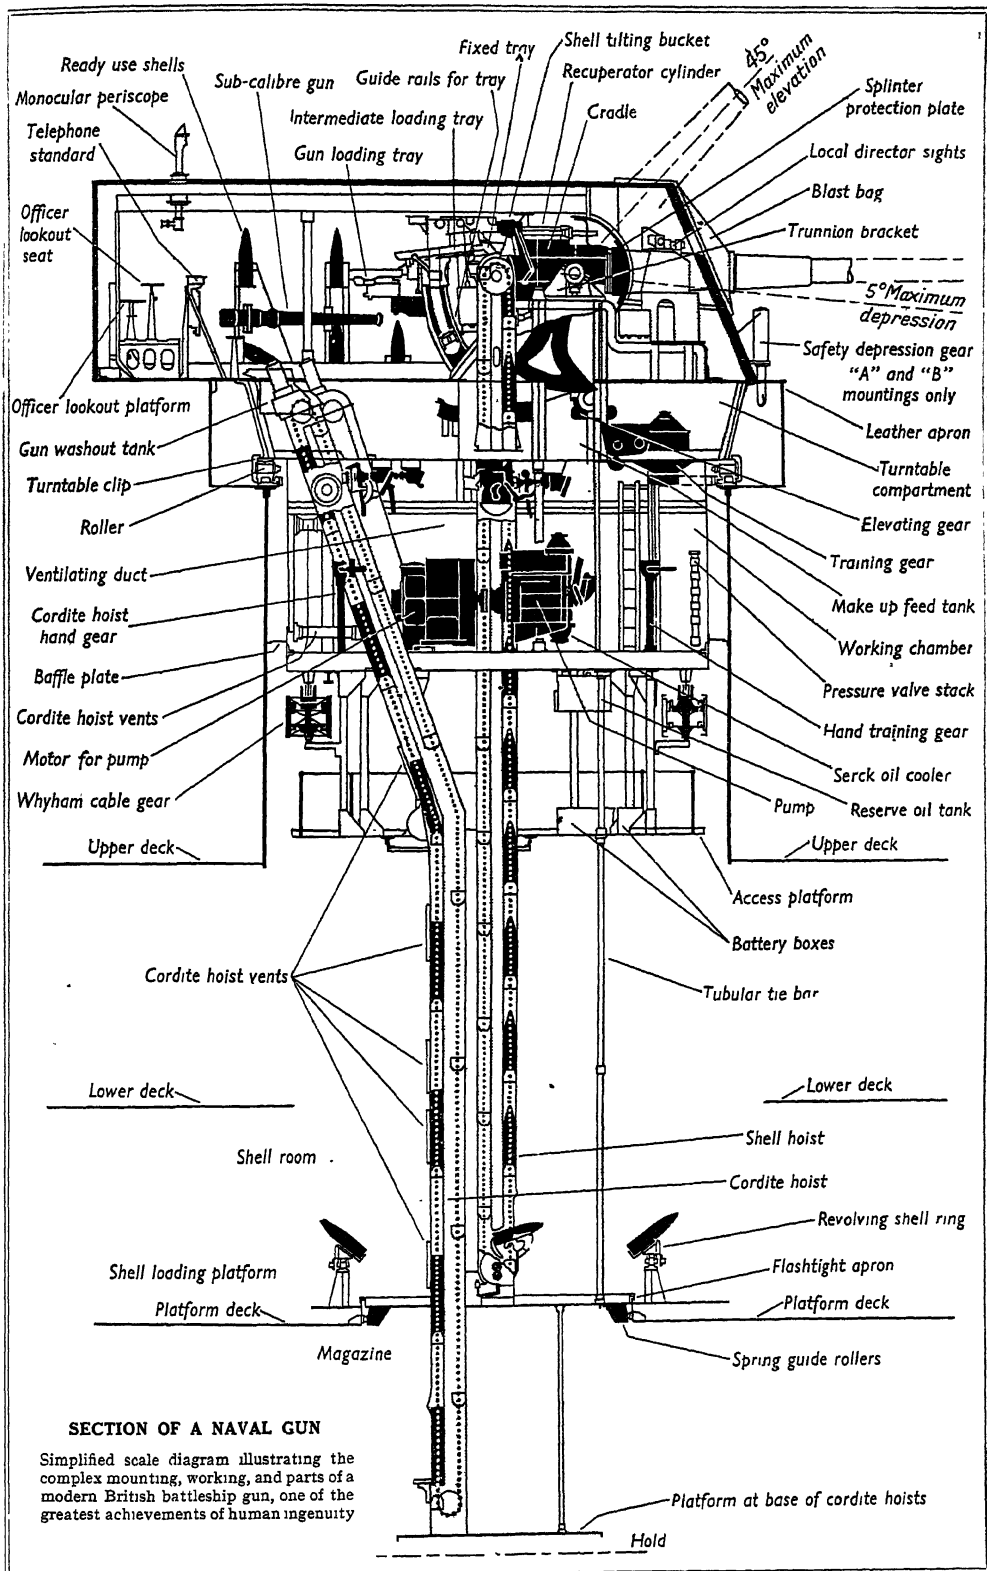 Fixed tray
Shell tilting bucket
Ready use shells
Sub-calibre gun
Guide rails for tray
Recuperator cylinder
45°
Maximum
elevation
Monocular periscope
Intermediate loading tray
Cradle
Splinter
protection plate
Telephone
standard
Gun loading tray
Local director sights
Blast bag
Officer
lookout
seat
Trunnion bracket
5° Maximum
depression
Safety depression gear
"A" and "B"
mountings only
Officer lookout platform
Leather apron
Gun washout tank
Turntable
compartment
Turntable clip
Elevating gear
Roller
Training gear
Ventilating duct
Make up feed tank
Cordite hoist
hand gear
Working chamber
Baffle plate
Pressure valve stack
Cordite hoist vents
Hand training gear
Motor for pump
Serck oil cooler
Whyham cable gear
Pump
Reserve oil tank
Upper deck
Upper deck
Access platform
Battery boxes
Cordite hoist vents
Tubular tie bar
Lower deck
Lower deck
Shell hoist
Shell room
Cordite hoist
Revolving shell ring
Shell loading platform
Flashtight apron
Platform deck
Platform deck
Magazine
Spring guide rollers
SECTION OF A NAVAL GUN
Simplified scale diagram illustrating the
complex mounting, working, and parts of a
modern British battleship gun, one of the
greatest achievements of human ingenuity
Platform at base of cordite hoists
Hold